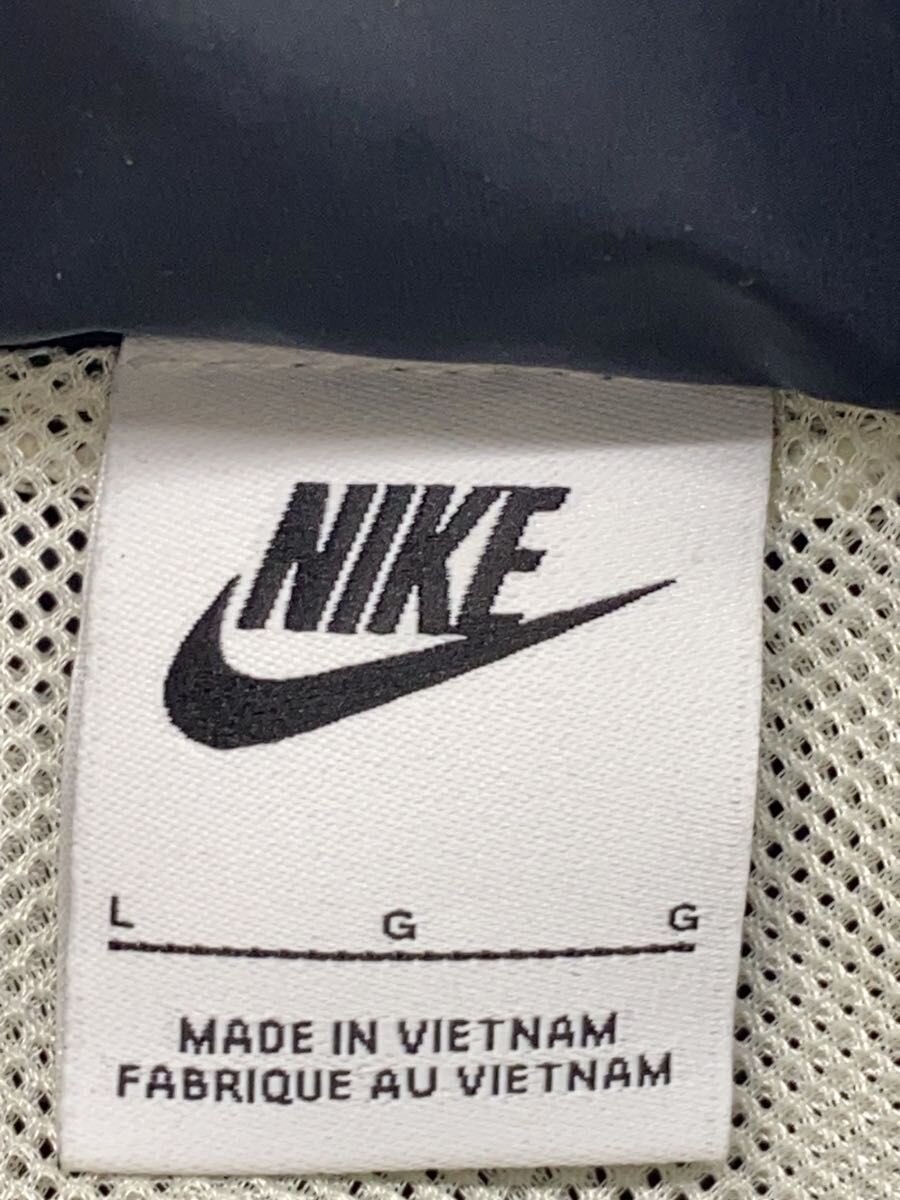 NIKE
L G G
MADE IN VIETNAM
FABRIQUE AU VIETNAM